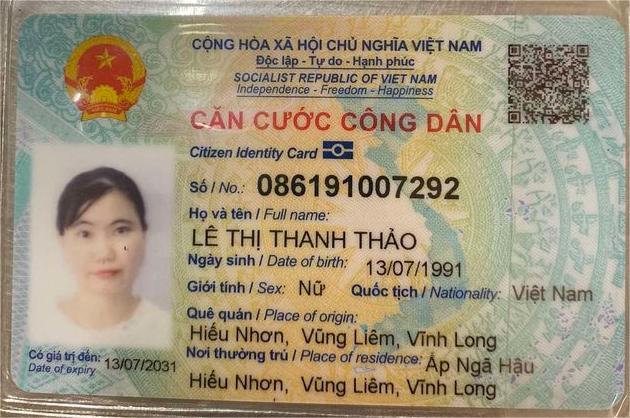 CỘNG HÒA XÃ HỘI CHỦ NGHĨA VIỆT NAM
Độc lập - Tự do - Hạnh phúc
SOCIALIST REPUBLIC OF VIET NAM
Independence - Freedom - Happiness
CĂN CƯỚC CÔNG DÂN
Citizen Identity Card
Số / No.: 086191007292
Họ và tên / Full name:
LÊ THỊ THANH THẢO
Ngày sinh / Date of birth: 13/07/1991
Giới tính / Sex: Nữ Quốc tịch / Nationality: Việt Nam
Quê quán / Place of origin:
Hiếu Nhơn, Vũng Liêm, Vĩnh Long
Nơi thường trú / Place of residence: Ấp Ngã Hậu
Hiếu Nhơn, Vũng Liêm, Vĩnh Long
Có giá trị đến: 13/07/2031
Date of expiry